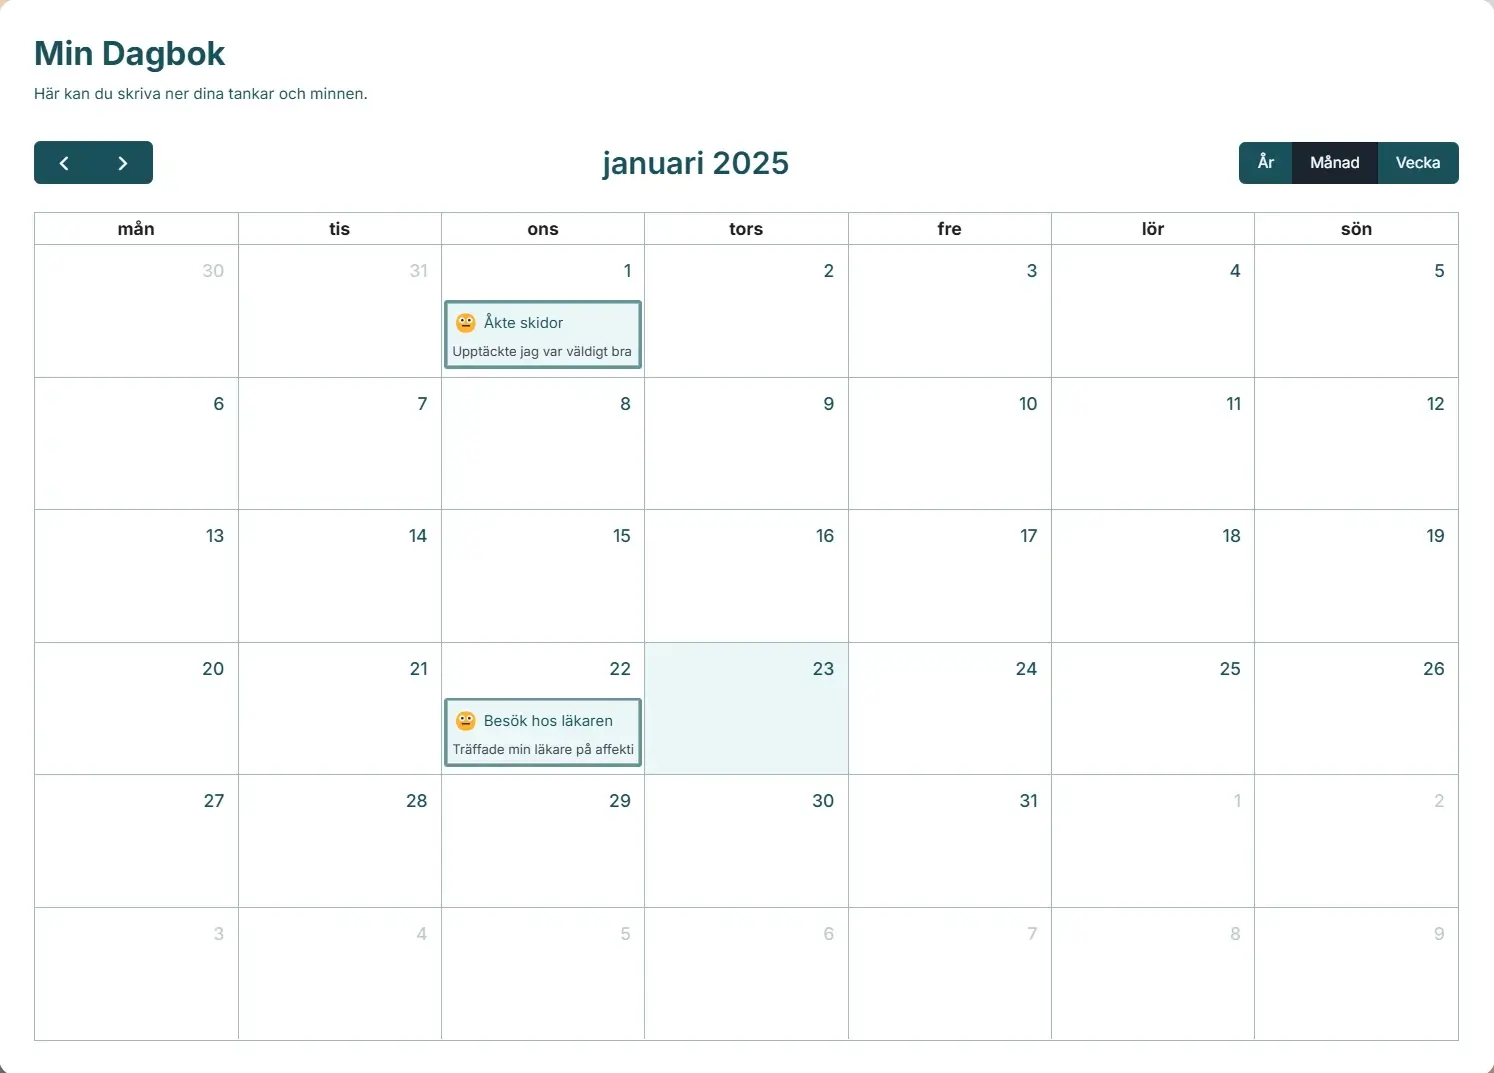 Min Dagbok
Här kan du skriva ner dina tankar och minnen.
januari 2025
År Månad Vecka
mån tis ons tors fre lör sön
30 31 1 2 3 4 5
Åkte skidor
Upptäckte jag var väldigt bra
6 7 8 9 10 11 12
13 14 15 16 17 18 19
20 21 22 23 24 25 26
Besök hos läkaren
Träffade min läkare på affekti
27 28 29 30 31 1 2
3 4 5 6 7 8 9